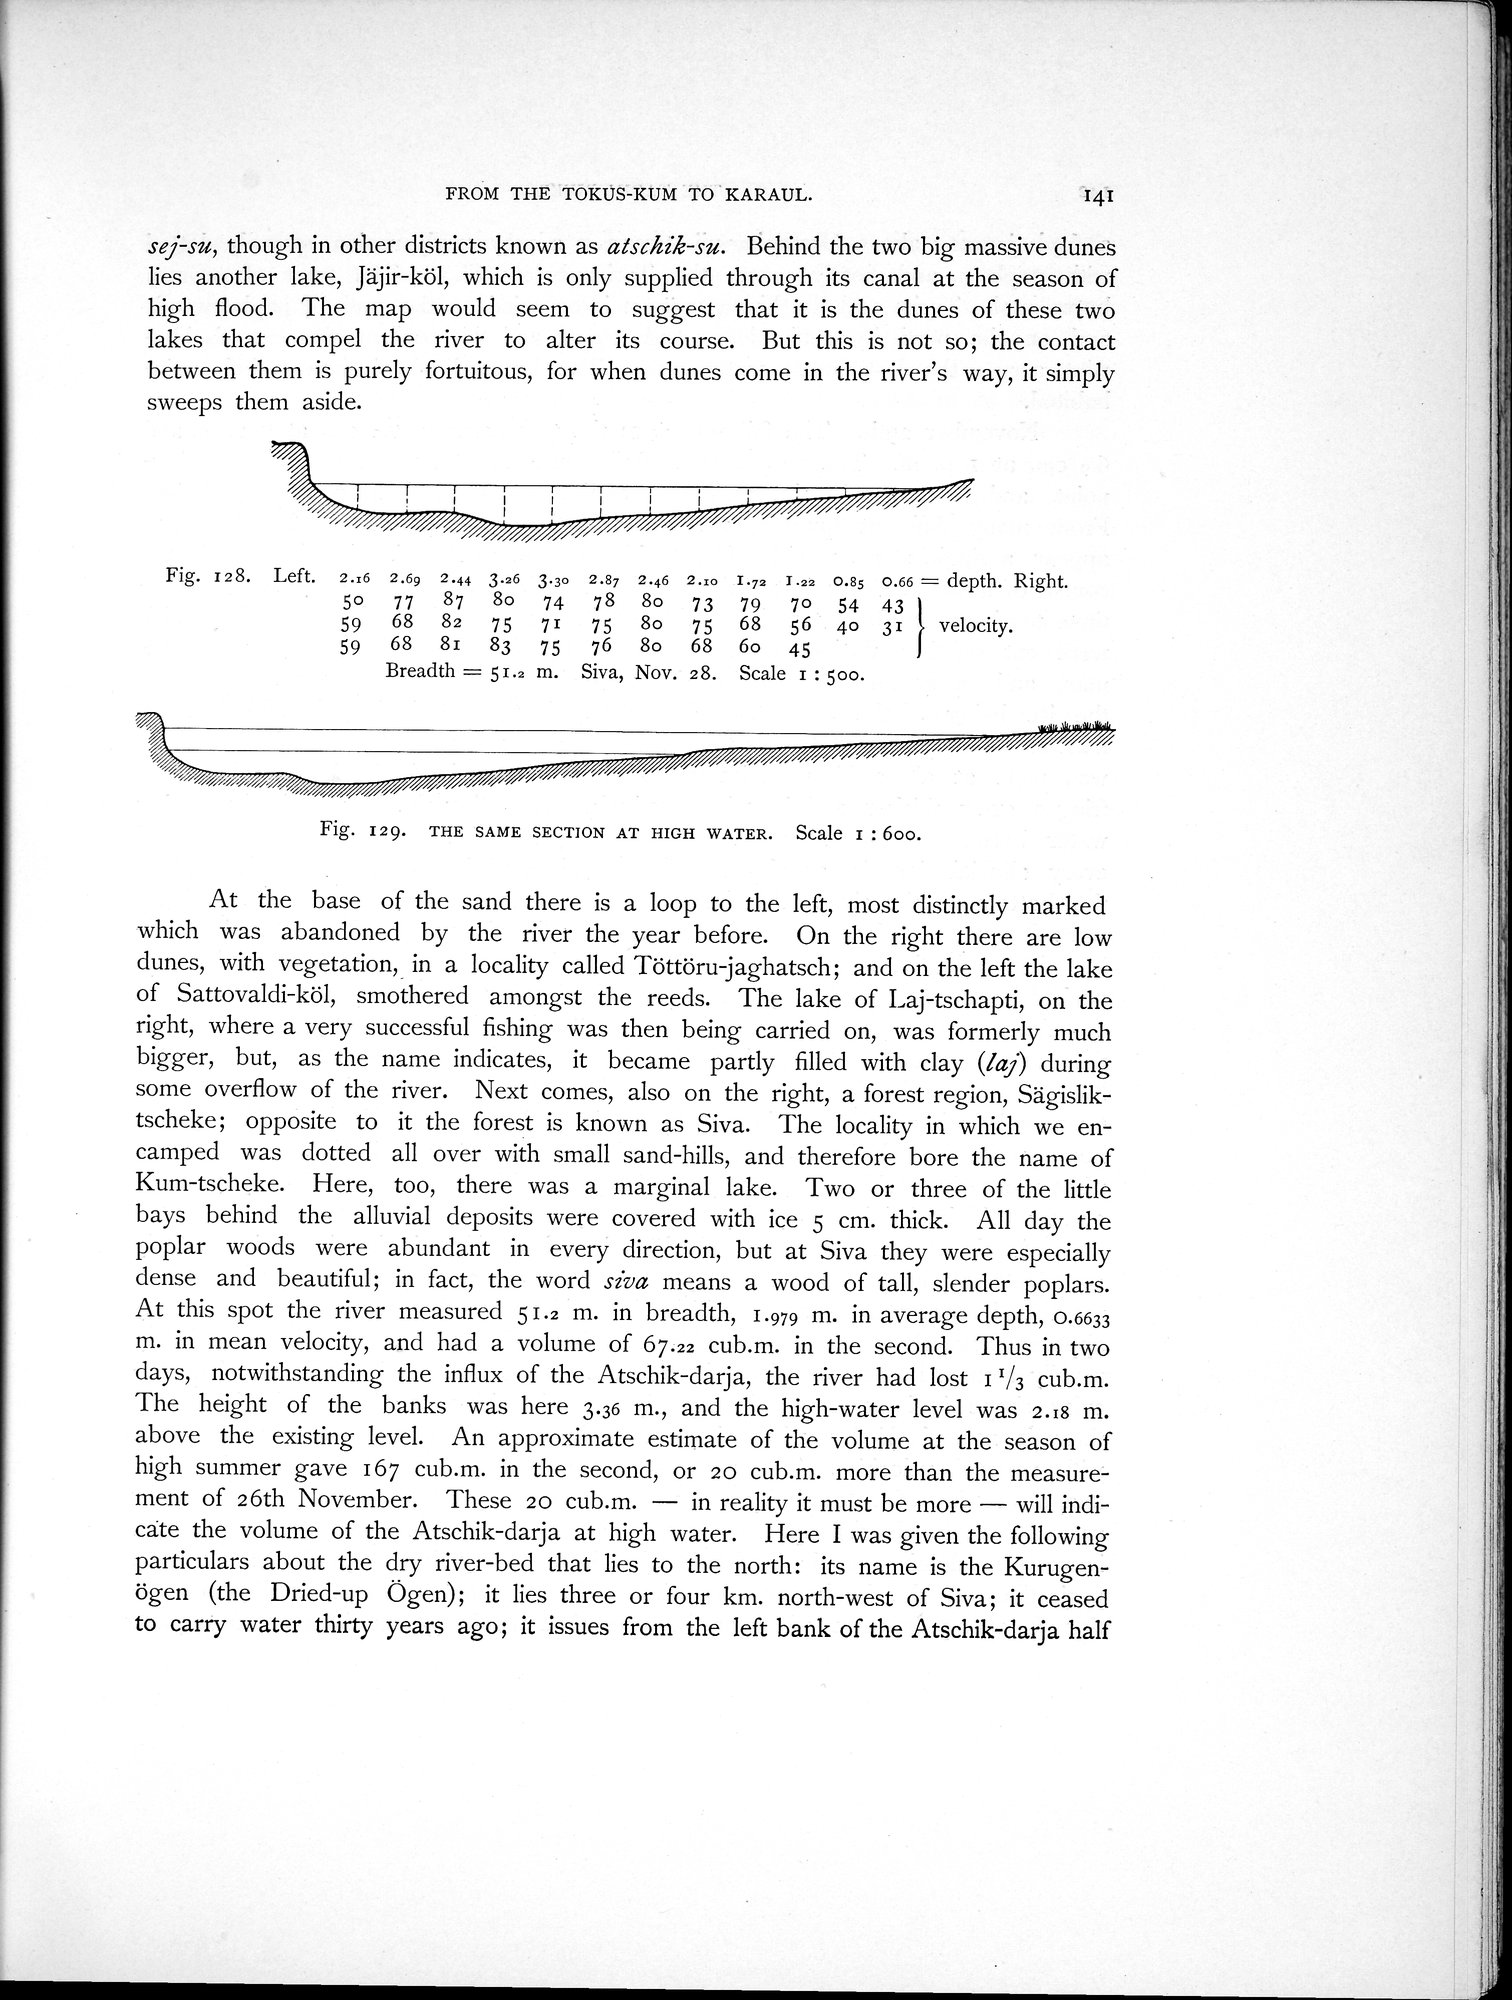 FROM THE TOKUS-KUM TO KARAUL. 141
sej-su, though in other districts known as atschik-su. Behind the two big massive dunes
lies another lake, Jäjir-köl, which is only supplied through its canal at the season of
high flood. The map would seem to suggest that it is the dunes of these two
lakes that compel the river to alter its course. But this is not so; the contact
between them is purely fortuitous, for when dunes come in the river's way, it simply
sweeps them aside.
Fig. 128. Left. 2.16 2.69 2.44 3.26 3.30 2.87 2.46 2.10 1.72 1.22 0.85 0.66 = depth. Right.
50 77 87 80 74 78 80 73 79 70 54 43
59 68 82 75 71 75 80 75 68 56 40 31 } velocity.
59 68 81 83 75 76 80 68 60 45
Breadth = 51.2 m. Siva, Nov. 28. Scale 1 : 500.
Fig. 129. THE SAME SECTION AT HIGH WATER. Scale 1 : 600.
At the base of the sand there is a loop to the left, most distinctly marked
which was abandoned by the river the year before. On the right there are low
dunes, with vegetation, in a locality called Töttöru-jaghatsch; and on the left the lake
of Sattovaldi-köl, smothered amongst the reeds. The lake of Laj-tschapti, on the
right, where a very successful fishing was then being carried on, was formerly much
bigger, but, as the name indicates, it became partly filled with clay (laj) during
some overflow of the river. Next comes, also on the right, a forest region, Sägislik-
tscheke; opposite to it the forest is known as Siva. The locality in which we en-
camped was dotted all over with small sand-hills, and therefore bore the name of
Kum-tscheke. Here, too, there was a marginal lake. Two or three of the little
bays behind the alluvial deposits were covered with ice 5 cm. thick. All day the
poplar woods were abundant in every direction, but at Siva they were especially
dense and beautiful; in fact, the word siva means a wood of tall, slender poplars.
At this spot the river measured 51.2 m. in breadth, 1.979 m. in average depth, 0.6633
m. in mean velocity, and had a volume of 67.22 cub.m. in the second. Thus in two
days, notwithstanding the influx of the Atschik-darja, the river had lost 1 1/3 cub.m.
The height of the banks was here 3.36 m., and the high-water level was 2.18 m.
above the existing level. An approximate estimate of the volume at the season of
high summer gave 167 cub.m. in the second, or 20 cub.m. more than the measure-
ment of 26th November. These 20 cub.m. — in reality it must be more — will indi-
cate the volume of the Atschik-darja at high water. Here I was given the following
particulars about the dry river-bed that lies to the north: its name is the Kurugen-
ögen (the Dried-up Ögen); it lies three or four km. north-west of Siva; it ceased
to carry water thirty years ago; it issues from the left bank of the Atschik-darja half